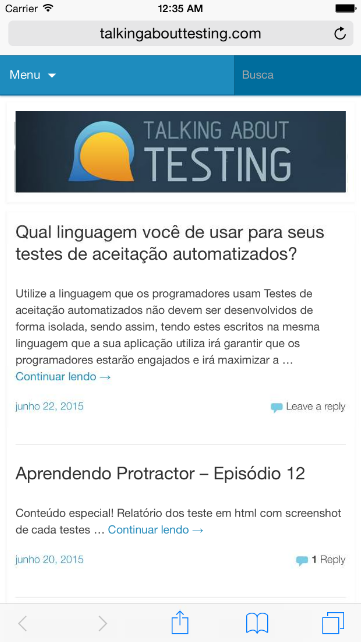 Carrier 12:35 AM
talkingabouttesting.com
Menu Busca
TALKING ABOUT
TESTING
Qual linguagem você de usar para seus
testes de aceitação automatizados?
Utilize a linguagem que os programadores usam Testes de
aceitação automatizados não devem ser desenvolvidos de
forma isolada, sendo assim, tendo estes escritos na mesma
linguagem que a sua aplicação utiliza irá garantir que os
programadores estarão engajados e irá maximizar a …
Continuar lendo →
junho 22, 2015 Leave a reply
Aprendendo Protractor – Episódio 12
Conteúdo especial! Relatório dos teste em html com screenshot
de cada testes … Continuar lendo →
junho 20, 2015 1 Reply